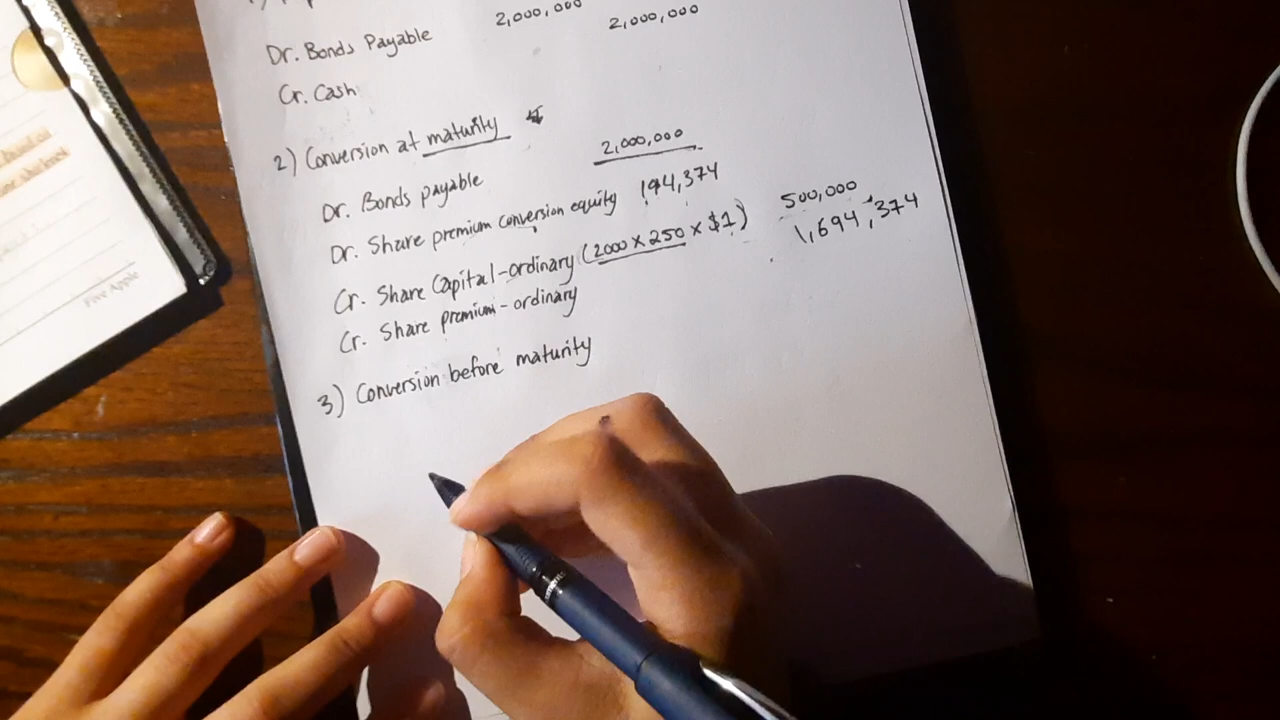 2,000,000
2,000,000
Dr. Bonds Payable
Cr. Cash
2) Conversion at maturity
Dr. Bonds payable 2,000,000
Dr. Share premium conversion equity 194,374
Cr. Share Capital-ordinary (2000 x 250 x $1) 500,000
Cr. Share premium - ordinary 1,694,374
3) Conversion before maturity
Five Apple